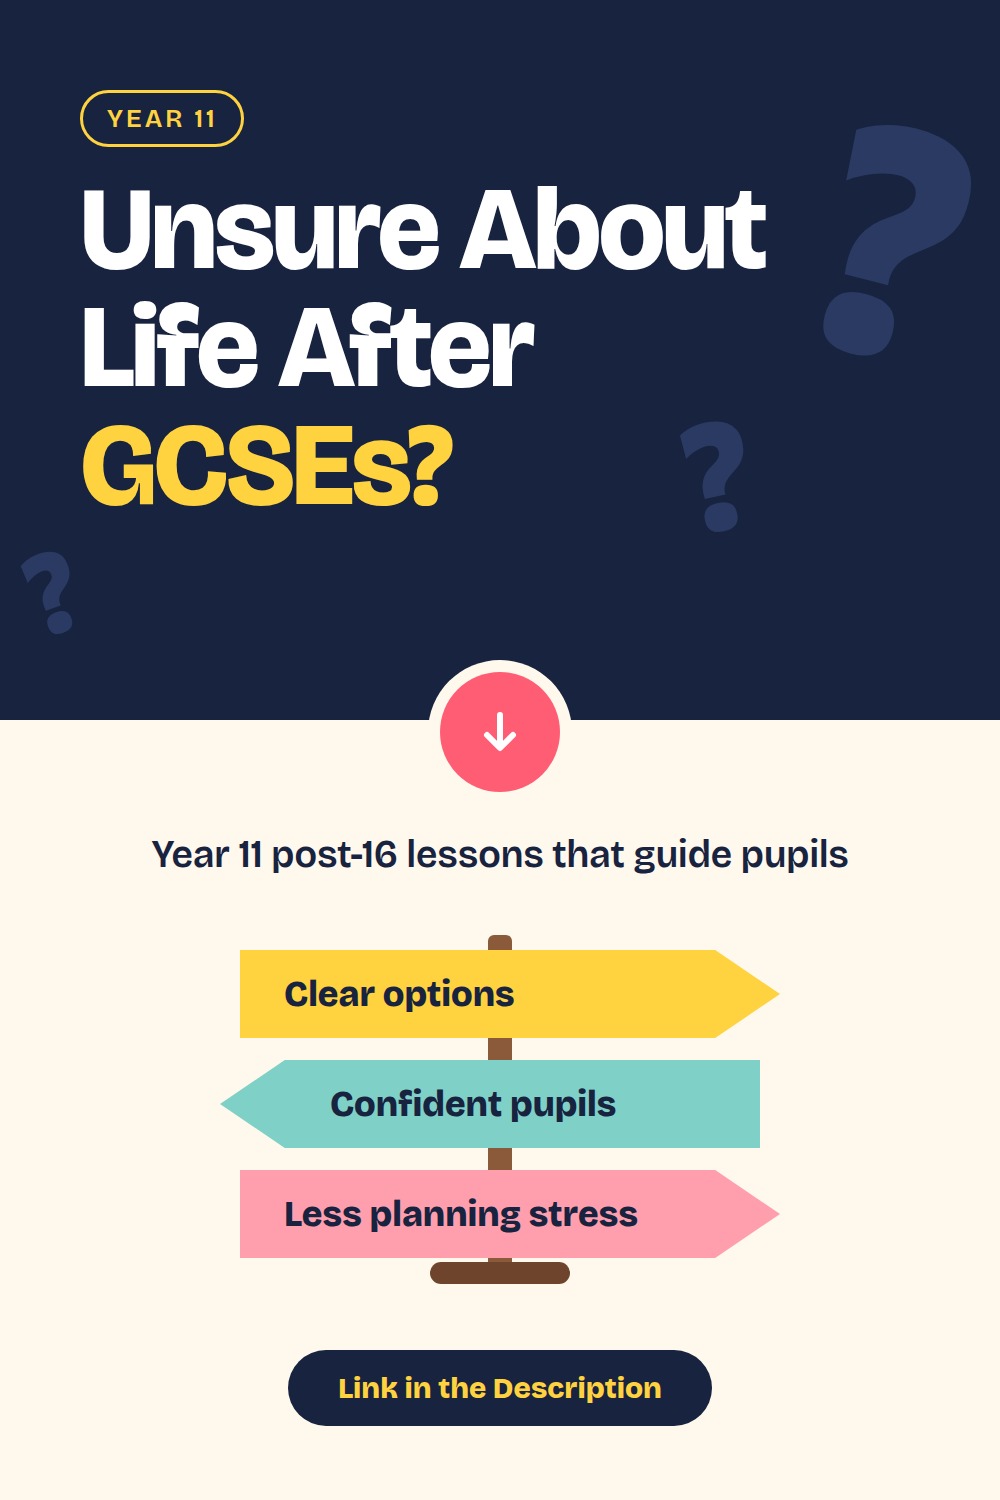 YEAR 11
Unsure About
Life After
GCSEs?
Year 11 post-16 lessons that guide pupils
Clear options
Confident pupils
Less planning stress
Link in the Description